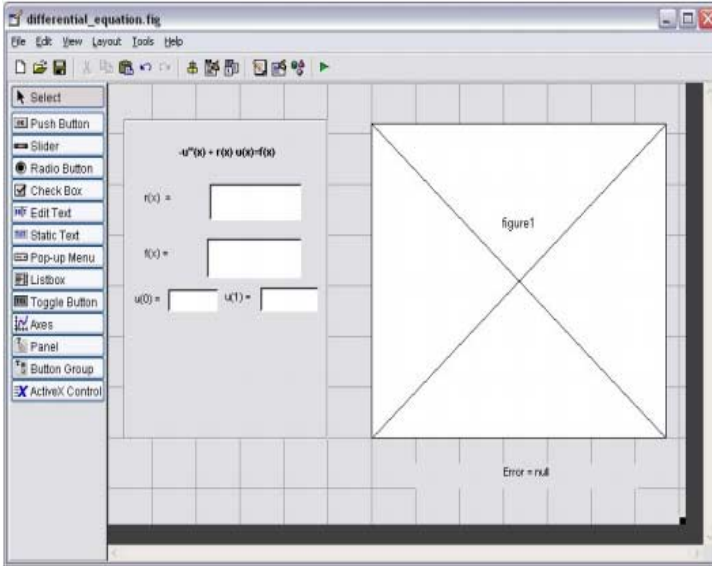 differential_equation.fig
File Edit View Layout Tools Help
Select
Push Button
Slider
Radio Button
Check Box
Edit Text
Static Text
Pop-up Menu
Listbox
Toggle Button
Axes
Panel
Button Group
ActiveX Control
-u''(x) + r(x) u(x)=f(x)
r(x) =
f(x) =
u(0) = u(1) =
figure1
Error = null